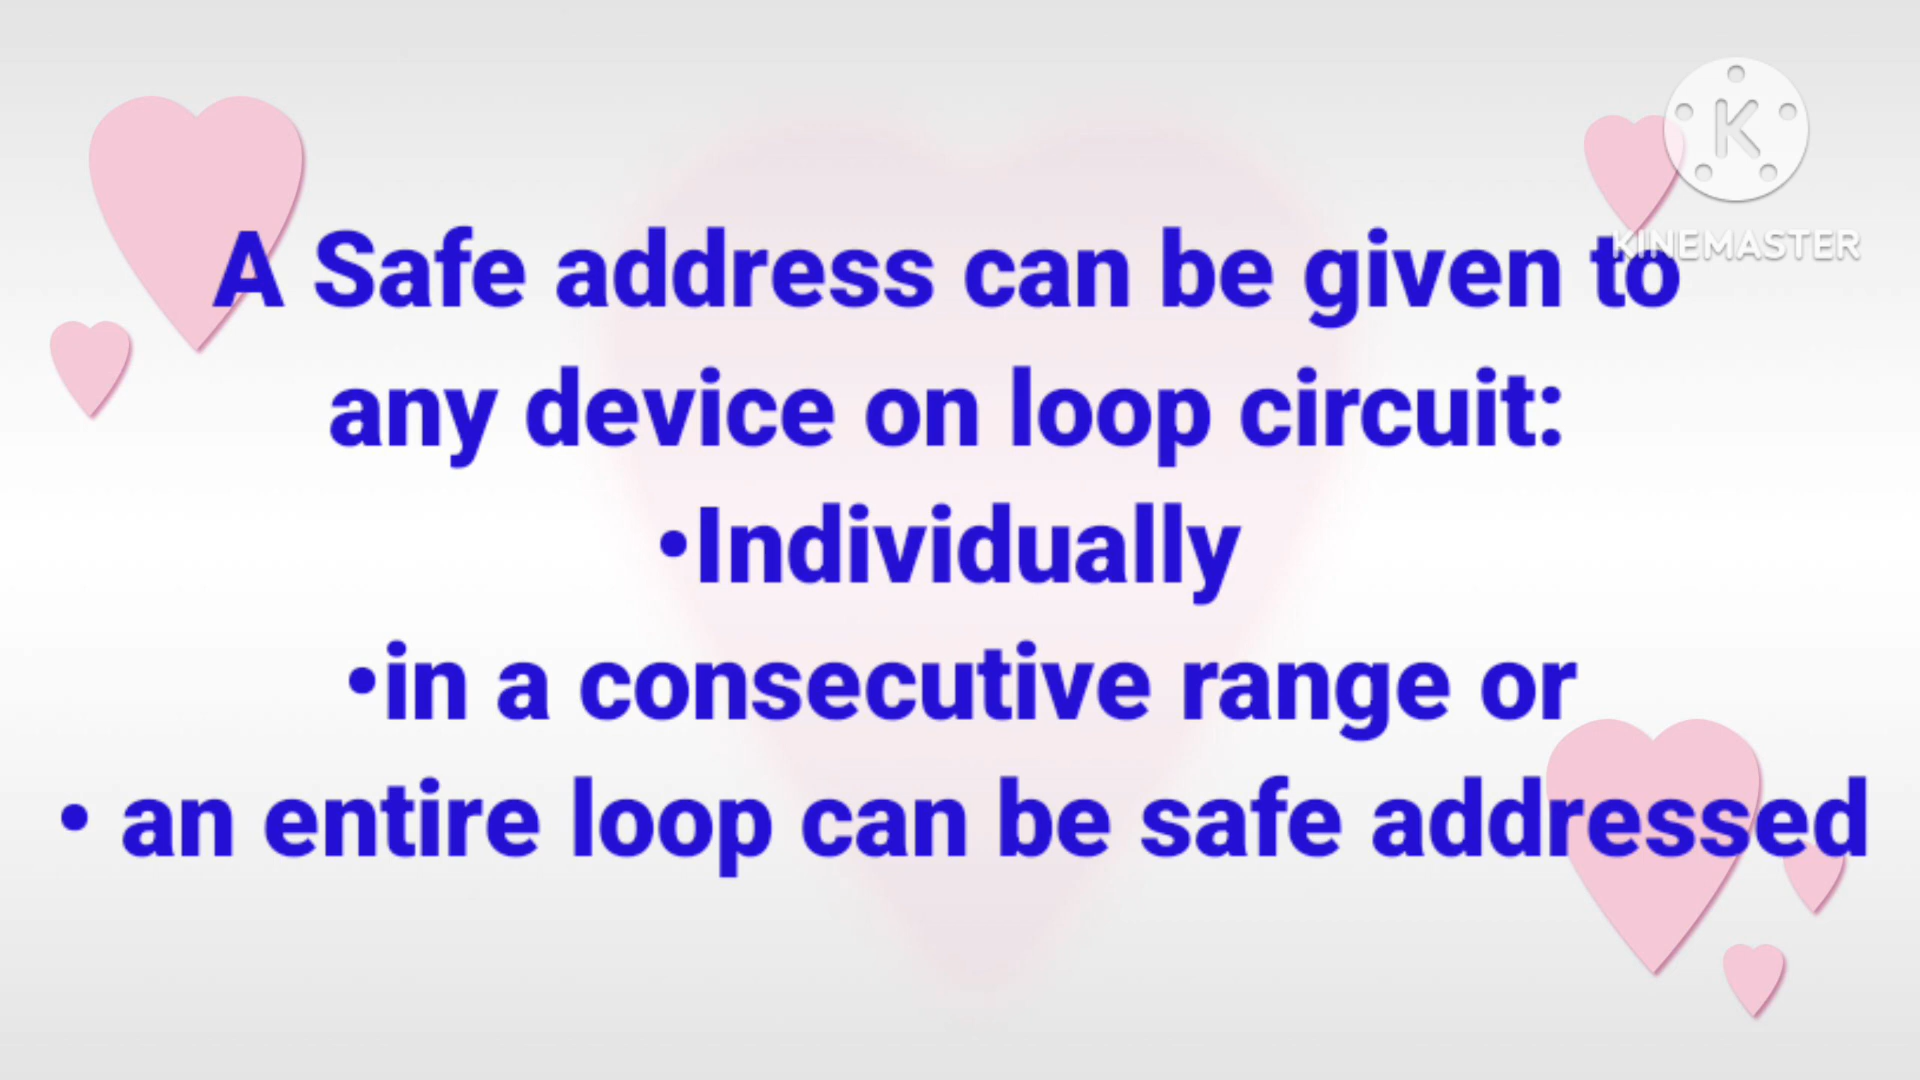 K
KINEMASTER
A Safe address can be given to
any device on loop circuit:
•Individually
•in a consecutive range or
• an entire loop can be safe addressed